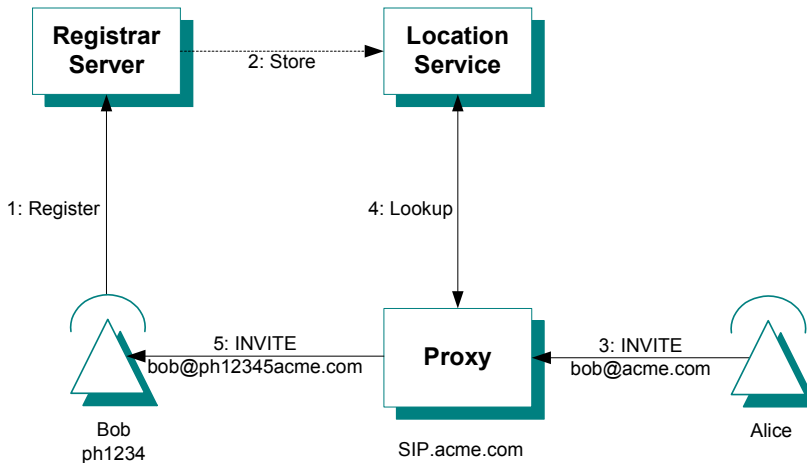 Registrar
Server
2: Store
Location
Service
1: Register
4: Lookup
5: INVITE
bob@ph12345acme.com
Proxy
3: INVITE
bob@acme.com
Bob
ph1234
SIP.acme.com
Alice